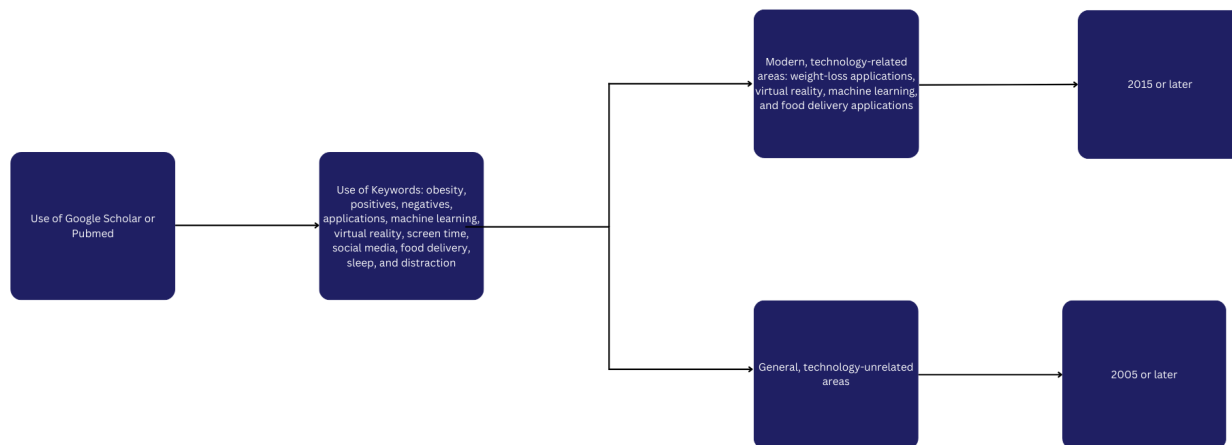 Use of Google Scholar or
Pubmed
Use of Keywords: obesity,
positives, negatives,
applications, machine learning,
virtual reality, screen time,
social media, food delivery,
sleep, and distraction
Modern, technology-related
areas: weight-loss applications,
virtual reality, machine learning,
and food delivery applications
2015 or later
General, technology-unrelated
areas
2005 or later